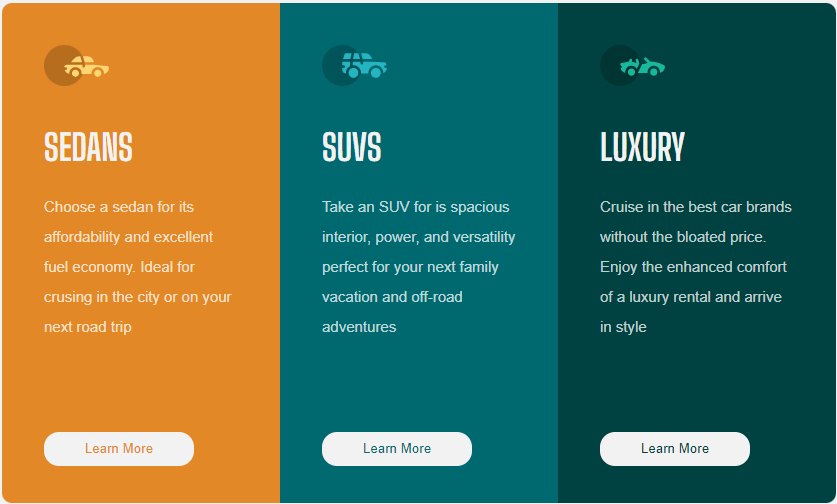 SEDANS
Choose a sedan for its
affordability and excellent
fuel economy. Ideal for
crusing in the city or on your
next road trip
Learn More
SUVS
Take an SUV for is spacious
interior, power, and versatility
perfect for your next family
vacation and off-road
adventures
Learn More
LUXURY
Cruise in the best car brands
without the bloated price.
Enjoy the enhanced comfort
of a luxury rental and arrive
in style
Learn More